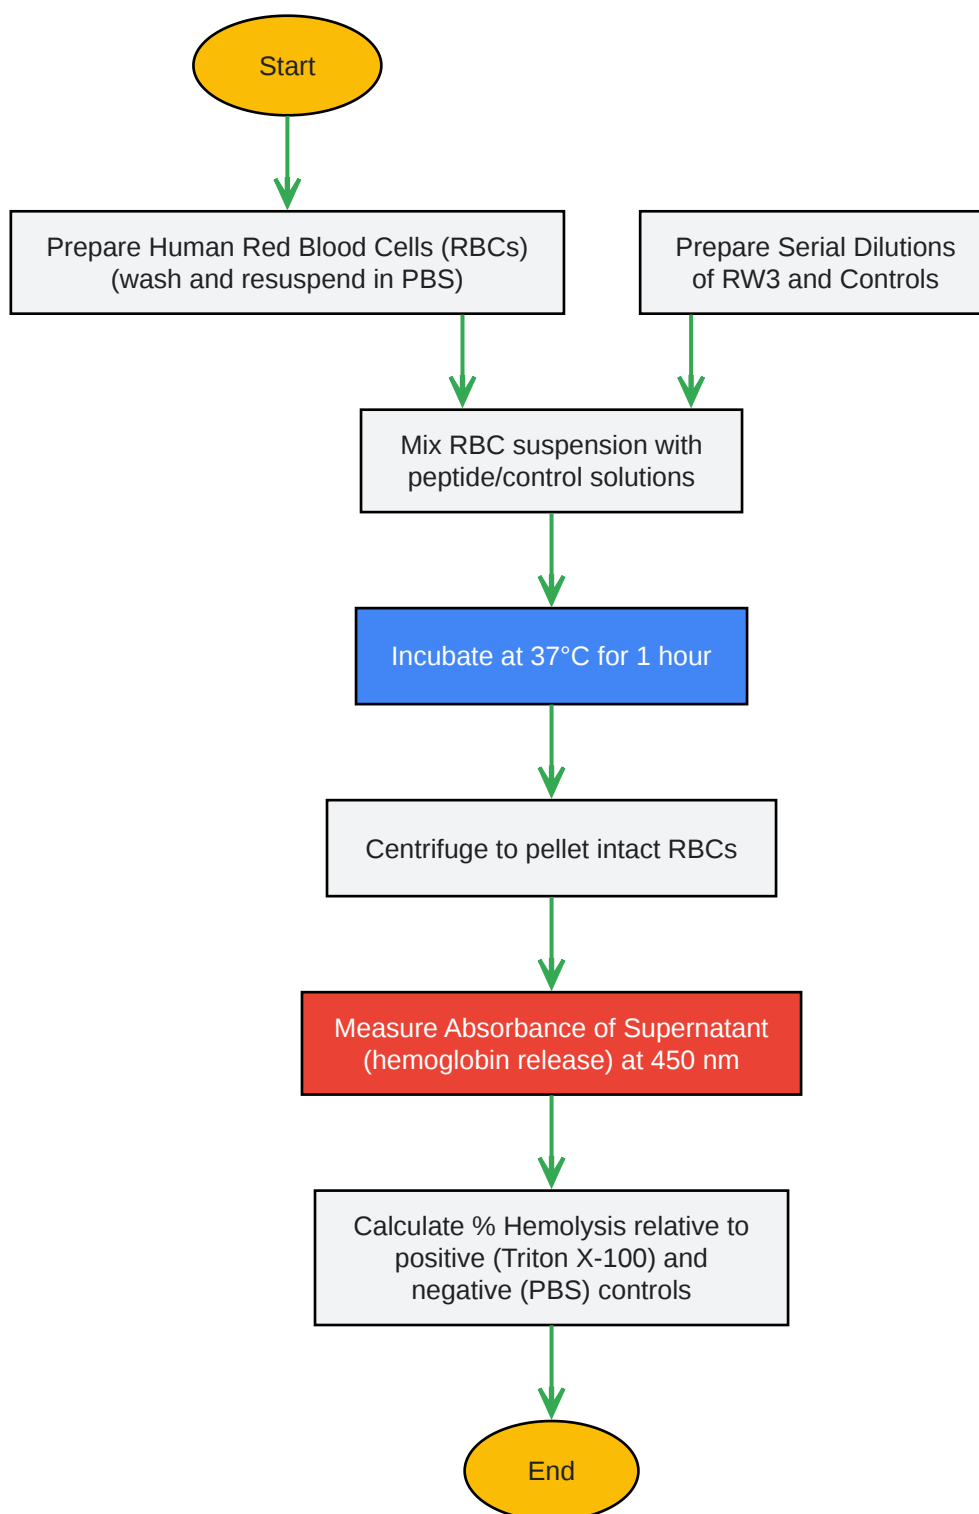 Start
Prepare Human Red Blood Cells (RBCs)
(wash and resuspend in PBS)
Prepare Serial Dilutions
of RW3 and Controls
Mix RBC suspension with
peptide/control solutions
Incubate at 37°C for 1 hour
Centrifuge to pellet intact RBCs
Measure Absorbance of Supernatant
(hemoglobin release) at 450 nm
Calculate % Hemolysis relative to
positive (Triton X-100) and
negative (PBS) controls
End